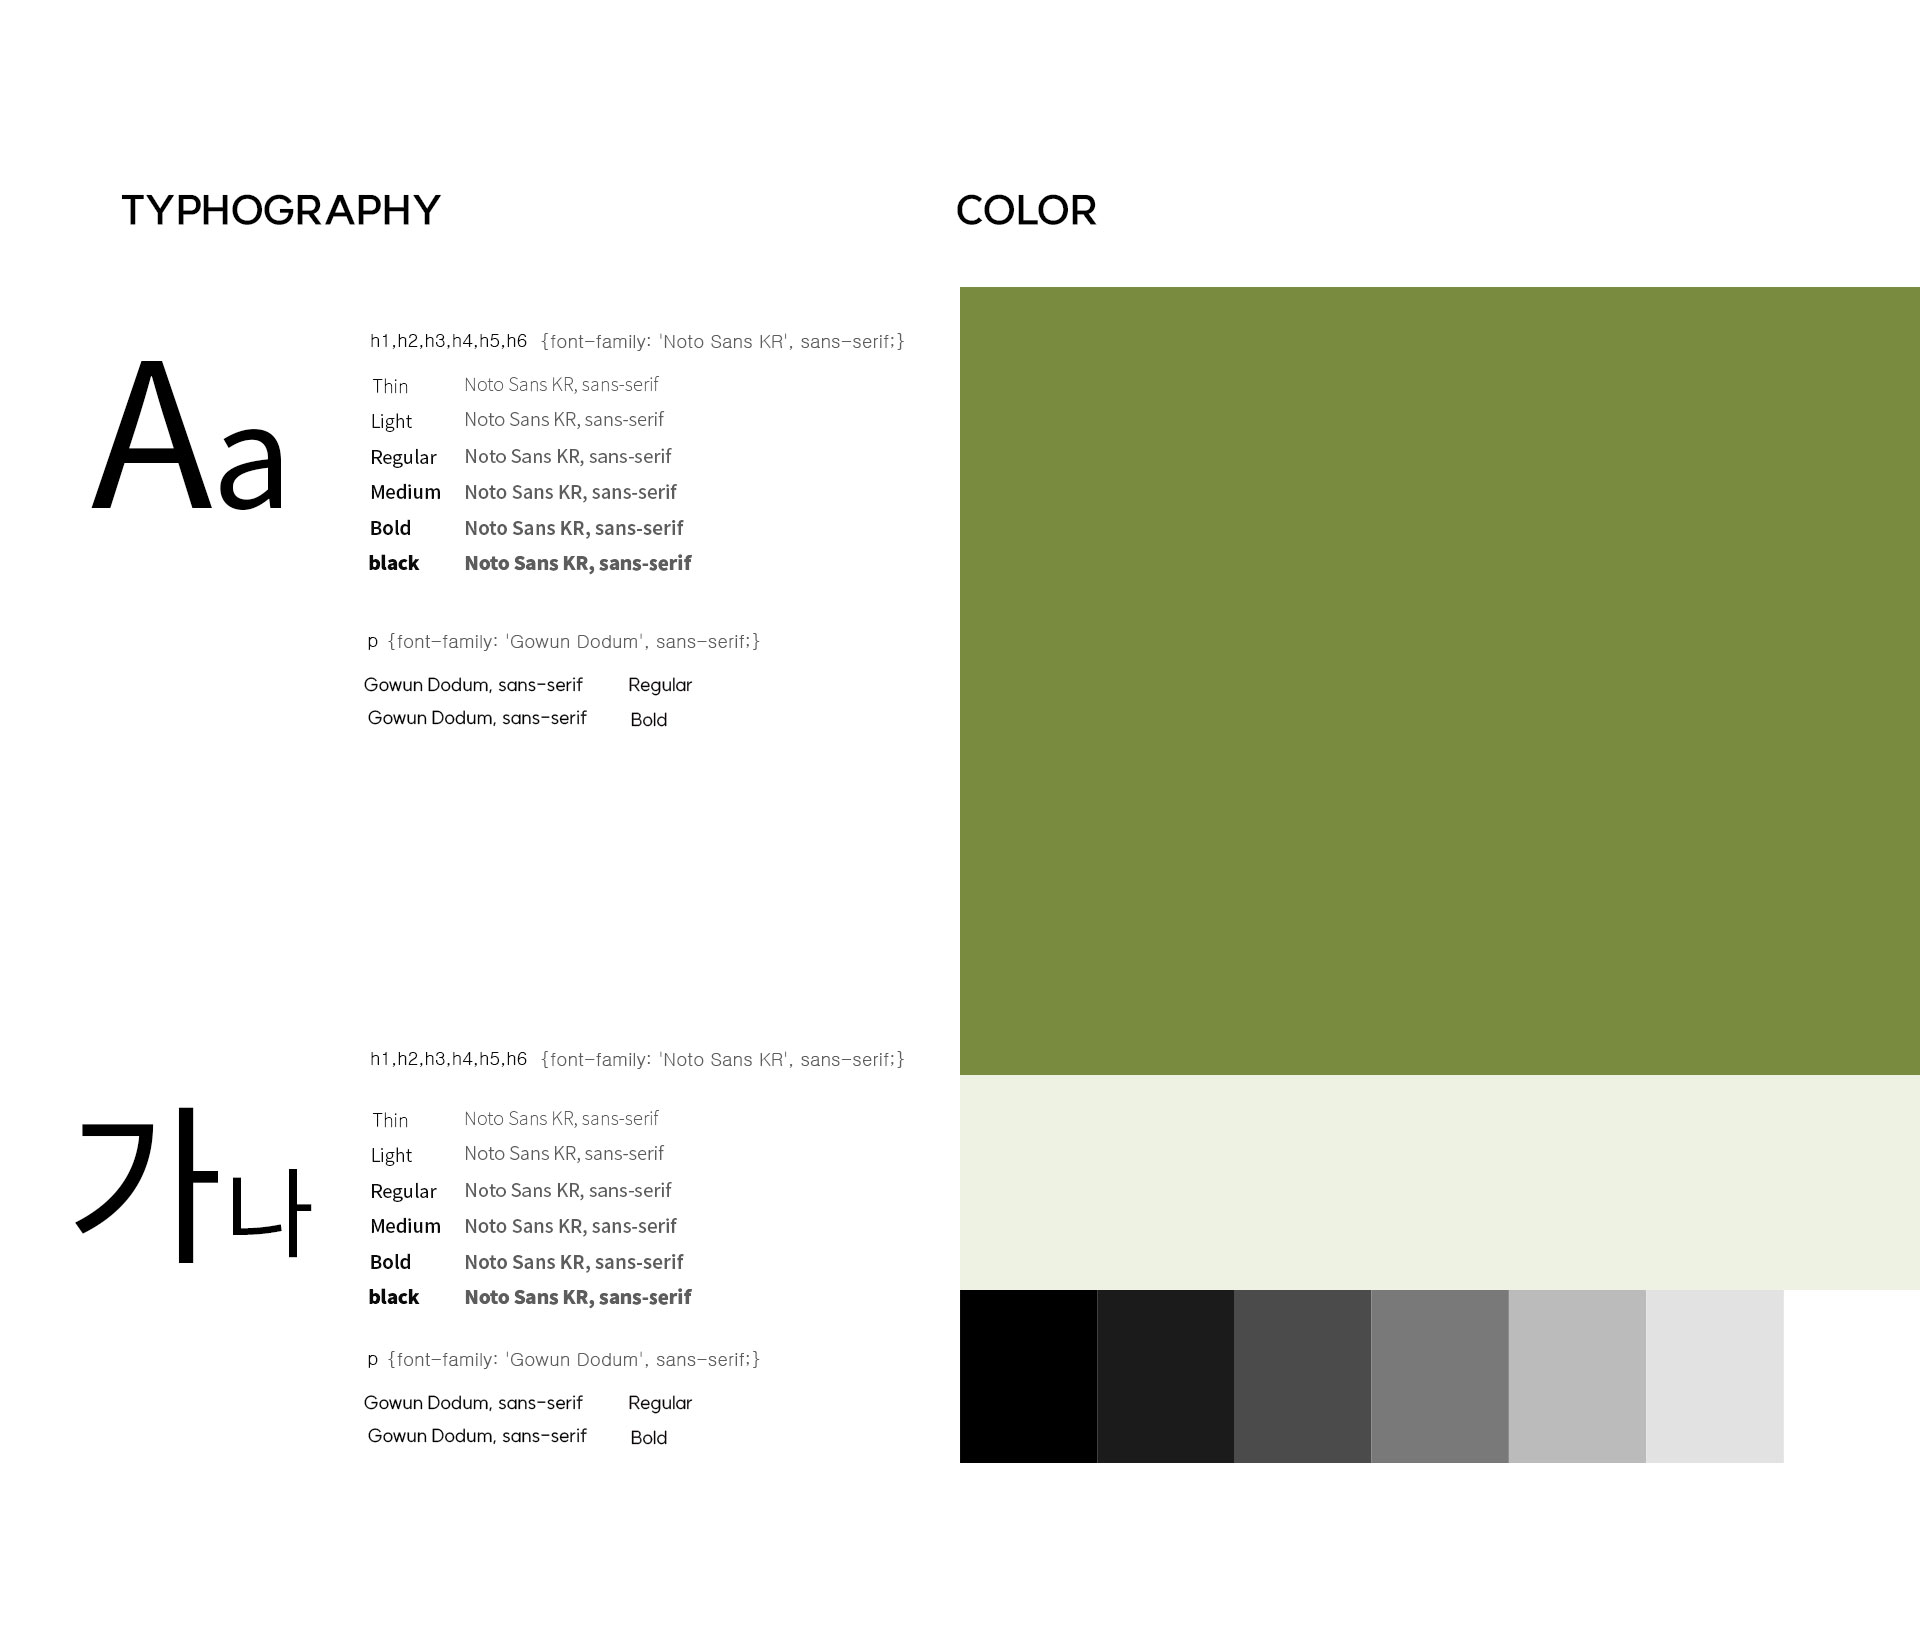 TYPHOGRAPHY
COLOR
Aa
h1,h2,h3,h4,h5,h6 {font-family: 'Noto Sans KR', sans-serif;}
Thin Noto Sans KR, sans-serif
Light Noto Sans KR, sans-serif
Regular Noto Sans KR, sans-serif
Medium Noto Sans KR, sans-serif
Bold Noto Sans KR, sans-serif
black Noto Sans KR, sans-serif
p {font-family: 'Gowun Dodum', sans-serif;}
Gowun Dodum, sans-serif Regular
Gowun Dodum, sans-serif Bold
가나
h1,h2,h3,h4,h5,h6 {font-family: 'Noto Sans KR', sans-serif;}
Thin Noto Sans KR, sans-serif
Light Noto Sans KR, sans-serif
Regular Noto Sans KR, sans-serif
Medium Noto Sans KR, sans-serif
Bold Noto Sans KR, sans-serif
black Noto Sans KR, sans-serif
p {font-family: 'Gowun Dodum', sans-serif;}
Gowun Dodum, sans-serif Regular
Gowun Dodum, sans-serif Bold